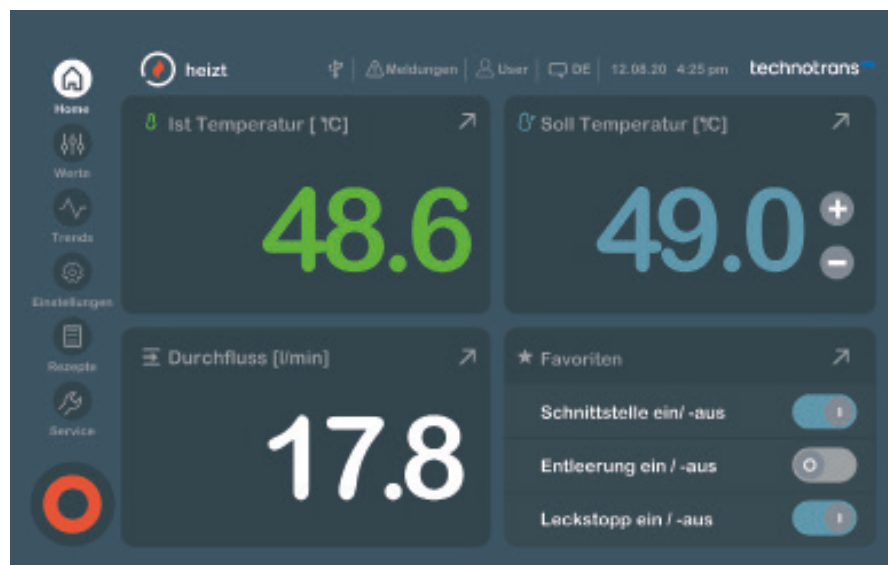 heizt
Meldungen
User
DE
12.08.20 4:25 pm
technotrans
Home
Werte
Trends
Einstellungen
Rezepte
Service
Ist Temperatur [ °C]
48.6
Soll Temperatur [°C]
49.0
Durchfluss [l/min]
17.8
Favoriten
Schnittstelle ein/ -aus
Entleerung ein / -aus
Leckstopp ein / -aus